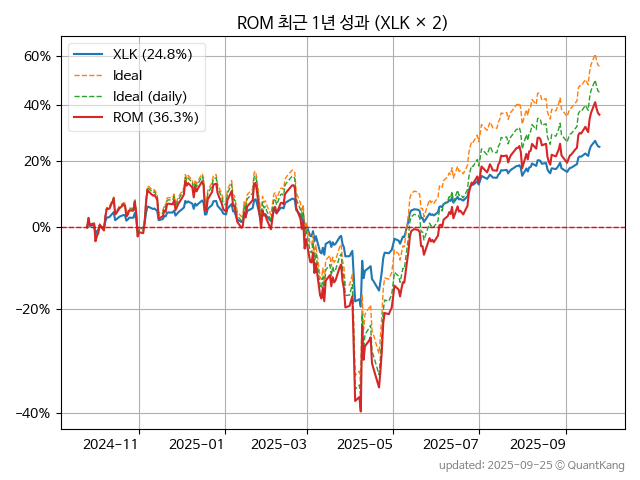 ROM 최근 1년 성과 (XLK × 2)
XLK (24.8%)
Ideal
Ideal (daily)
ROM (36.3%)
60%
40%
20%
0%
−20%
−40%
2024-11 2025-01 2025-03 2025-05 2025-07 2025-09
updated: 2025-09-25 ⓒ QuantKang